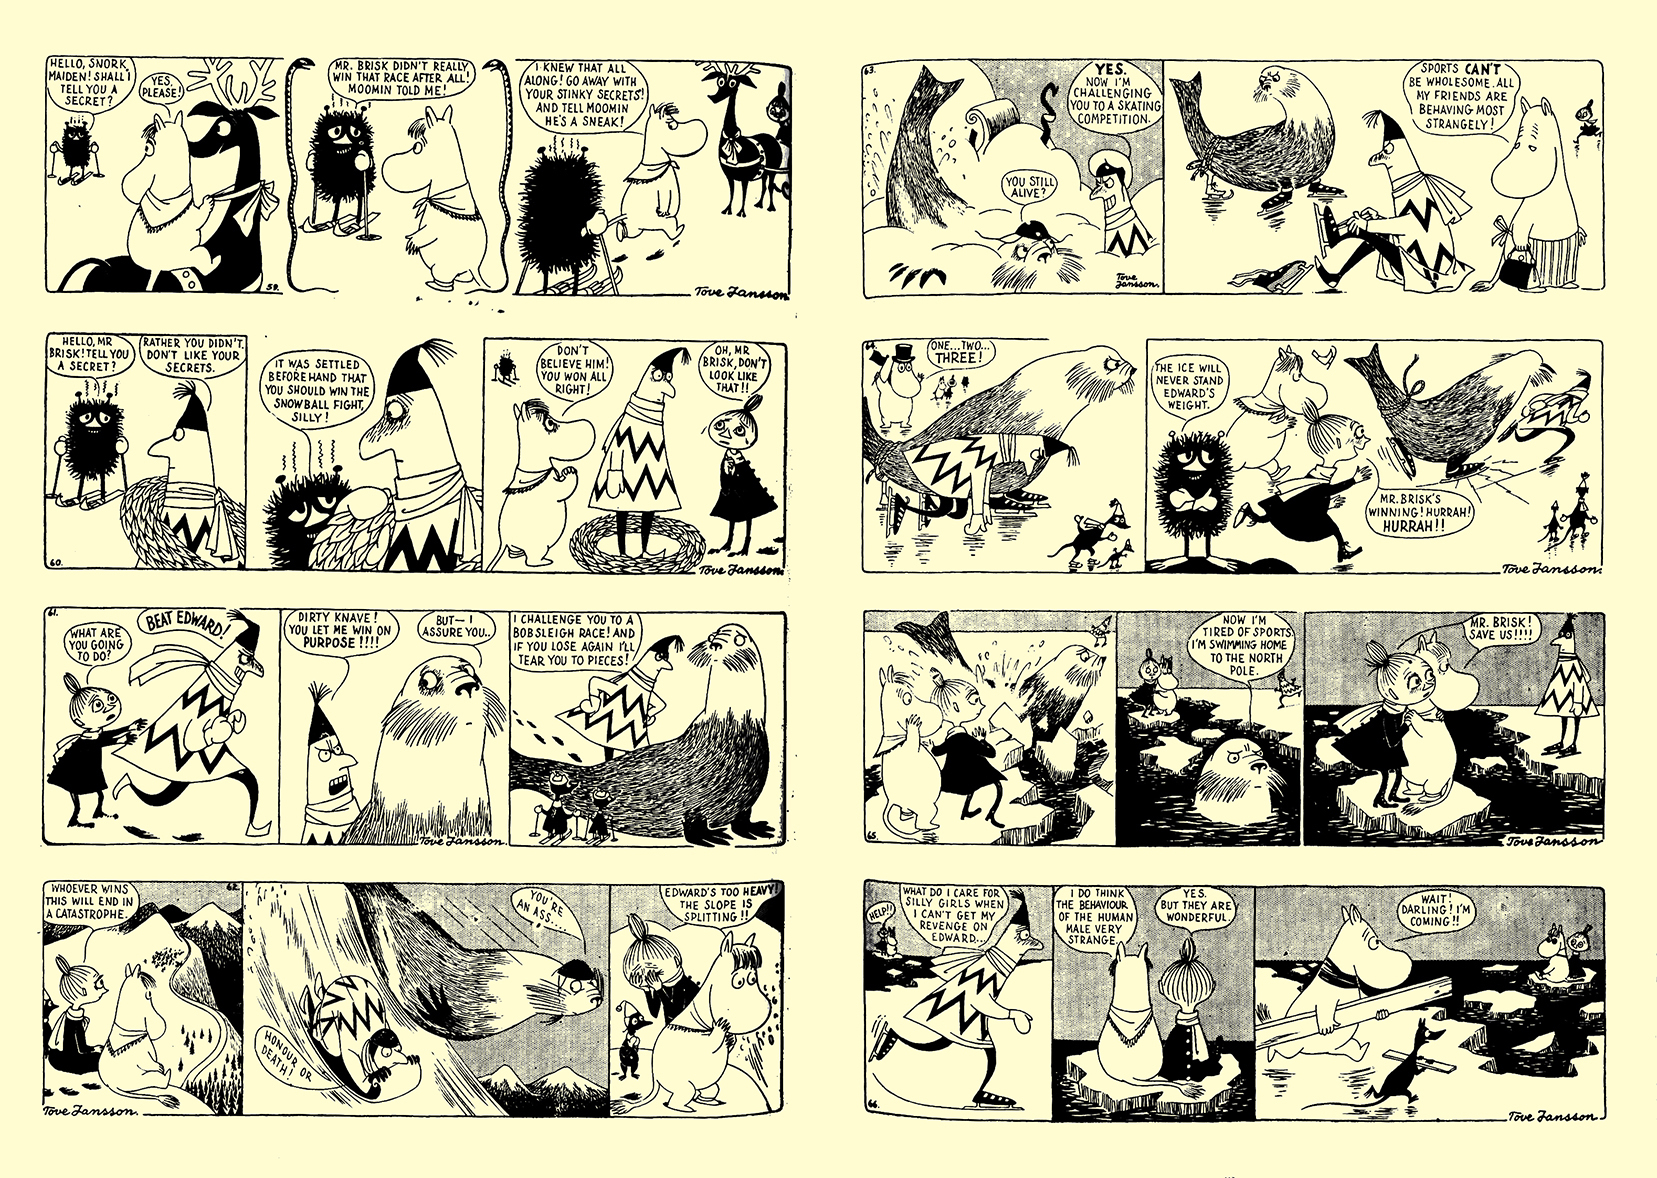 HELLO, SNORK
MAIDEN! SHALL I
TELL YOU A
SECRET?
YES,
PLEASE!
59.
MR. BRISK DIDN'T REALLY
WIN THAT RACE AFTER ALL!
MOOMIN TOLD ME!
I KNEW THAT ALL
ALONG! GO AWAY WITH
YOUR STINKY SECRETS!
AND TELL MOOMIN
HE'S A SNEAK!
Tove Jansson
HELLO, MR
BRISK! TELL YOU
A SECRET?
RATHER YOU DIDN'T.
DON'T LIKE YOUR
SECRETS.
60.
IT WAS SETTLED
BEFOREHAND THAT
YOU SHOULD WIN THE
SNOWBALL FIGHT,
SILLY!
DON'T
BELIEVE HIM!
YOU WON ALL
RIGHT!
OH, MR
BRISK, DON'T
LOOK LIKE
THAT!!
Tove Jansson.
61.
WHAT ARE
YOU GOING
TO DO?
BEAT EDWARD!
DIRTY KNAVE!
YOU LET ME WIN ON
PURPOSE!!!!
BUT— I
ASSURE YOU..
Tove Jansson.
I CHALLENGE YOU TO A
BOBSLEIGH RACE! AND
IF YOU LOSE AGAIN I'LL
TEAR YOU TO PIECES!
WHOEVER WINS
THIS WILL END IN
A CATASTROPHE.
62.
Tove Jansson.
HONOUR OR
DEATH!
YOU'RE
AN ASS..
EDWARD'S TOO HEAVY!
THE SLOPE IS
SPLITTING!!
63.
YES.
NOW I'M
CHALLENGING
YOU TO A SKATING
COMPETITION.
YOU STILL
ALIVE?
Tove
Jansson.
SPORTS CAN'T
BE WHOLESOME. ALL
MY FRIENDS ARE
BEHAVING MOST
STRANGELY!
64.
ONE...TWO...
THREE!
THE ICE WILL
NEVER STAND
EDWARD'S
WEIGHT.
MR. BRISK'S
WINNING! HURRAH!
HURRAH!!
Tove Jansson.
65.
NOW I'M
TIRED OF SPORTS.
I'M SWIMMING HOME
TO THE NORTH
POLE.
MR. BRISK!
SAVE US!!!!
Tove Jansson
HELP!!
WHAT DO I CARE FOR
SILLY GIRLS WHEN
I CAN'T GET MY
REVENGE ON
EDWARD...
66.
I DO THINK
THE BEHAVIOUR
OF THE HUMAN
MALE VERY
STRANGE.
YES.
BUT THEY ARE
WONDERFUL.
WAIT!
DARLING! I'M
COMING!!
Tove Jansson